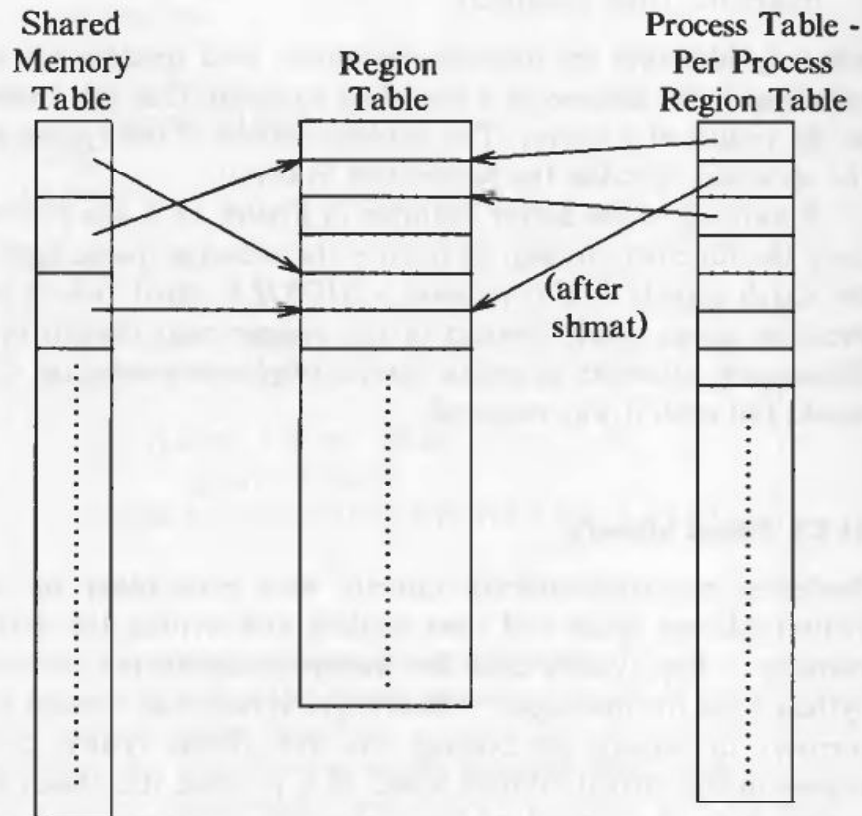 Shared
Memory
Table
Region
Table
Process Table -
Per Process
Region Table
(after
shmat)